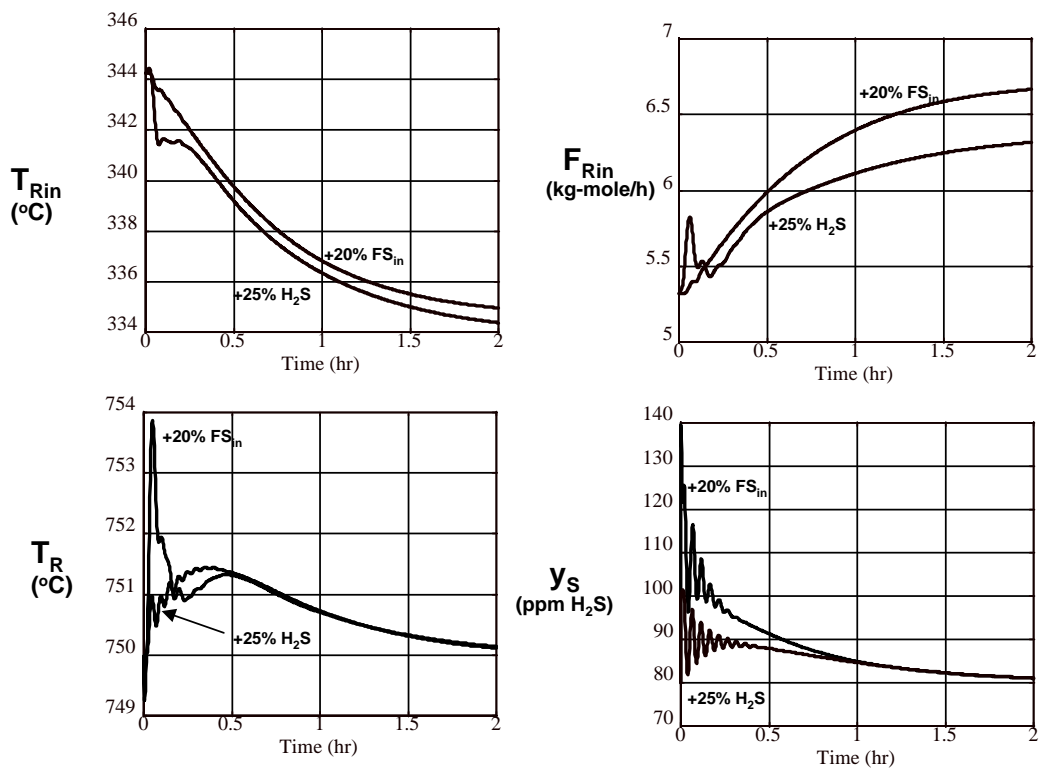 346
344
342
340
338
336
334
T_Rin
(°C)
+20% FS_in
+25% H₂S
0
0.5
1
1.5
2
Time (hr)
7
6.5
6
5.5
5
F_Rin
(kg-mole/h)
+20% FS_in
+25% H₂S
0
0.5
1
1.5
2
Time (hr)
754
753
752
751
750
749
T_R
(°C)
+20% FS_in
+25% H₂S
0
0.5
1
1.5
2
Time (hr)
140
130
120
110
100
90
80
70
y_S
(ppm H₂S)
+20% FS_in
+25% H₂S
0
0.5
1
1.5
2
Time (hr)